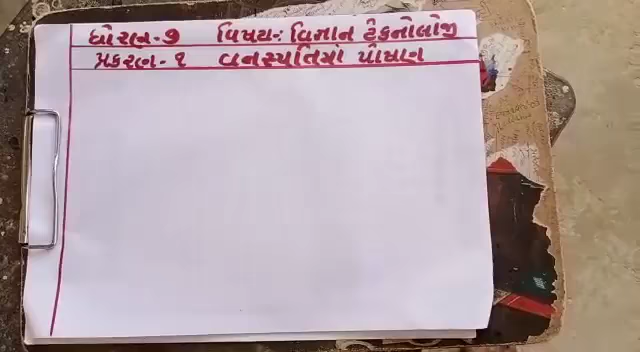 ધોરણ-૭ વિષય:- વિજ્ઞાન ટેકનોલોજી
પ્રકરણ-૧ વનસ્પતિમાં પોષણ